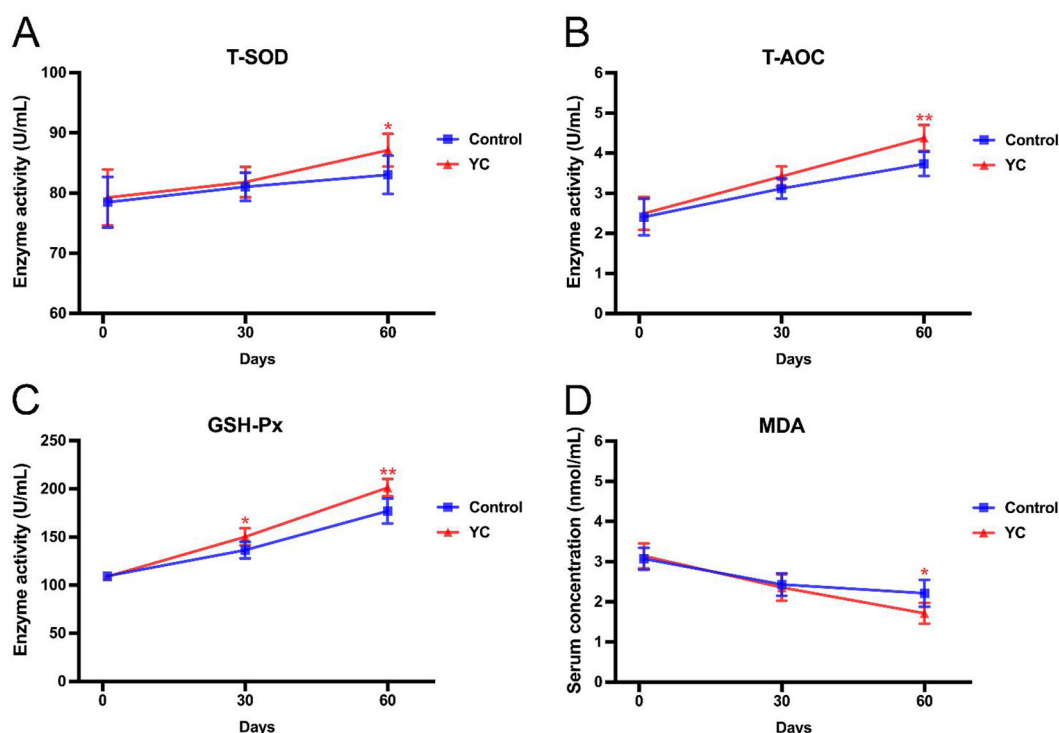 A
T-SOD
Enzyme activity (U/mL)
100
90
80
70
60
*
0 30 60
Days
Control
YC
B
T-AOC
Enzyme activity (U/mL)
6
5
4
3
2
1
0
**
0 30 60
Days
Control
YC
C
GSH-Px
Enzyme activity (U/mL)
250
200
150
100
50
0
*
**
0 30 60
Days
Control
YC
D
MDA
Serum concentration (nmol/mL)
6
5
4
3
2
1
0
*
0 30 60
Days
Control
YC